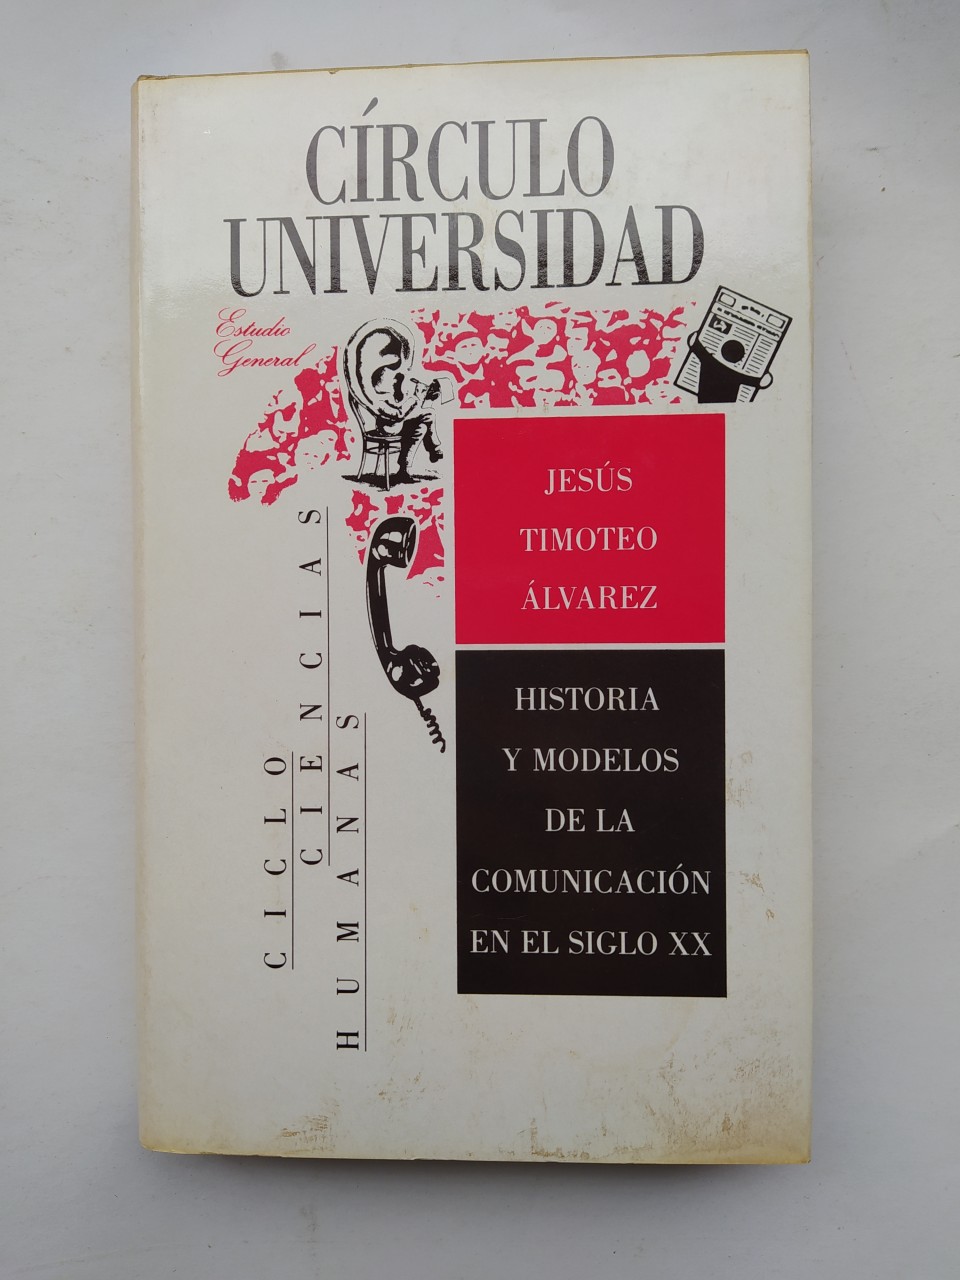 CÍRCULO
UNIVERSIDAD
Estudio
General
JESÚS
TIMOTEO
ÁLVAREZ
HISTORIA
Y MODELOS
DE LA
COMUNICACIÓN
EN EL SIGLO XX
CICLO
CIENCIAS
HUMANAS